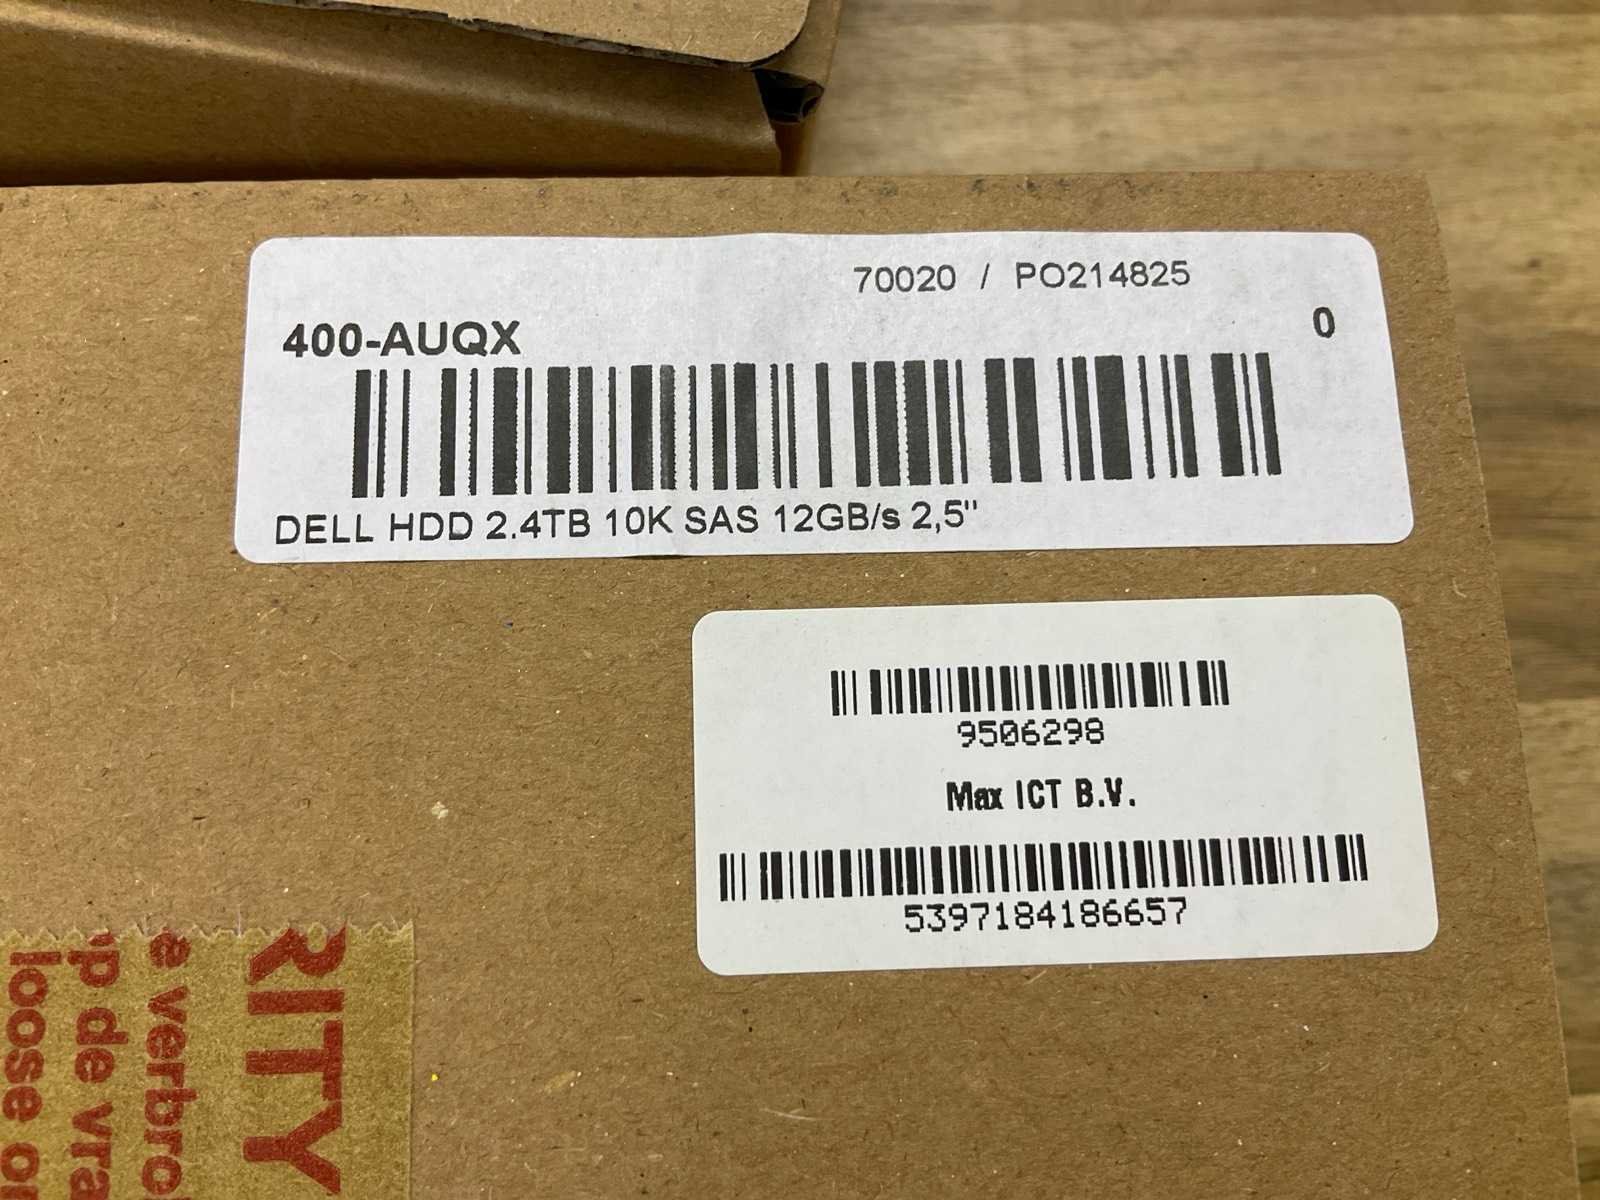 70020 / PO214825
400-AUQX
0
DELL HDD 2.4TB 10K SAS 12GB/s 2,5"
9506298
Max ICT B.V.
5397184186657
RITY
e verbro
p de vra
loose o